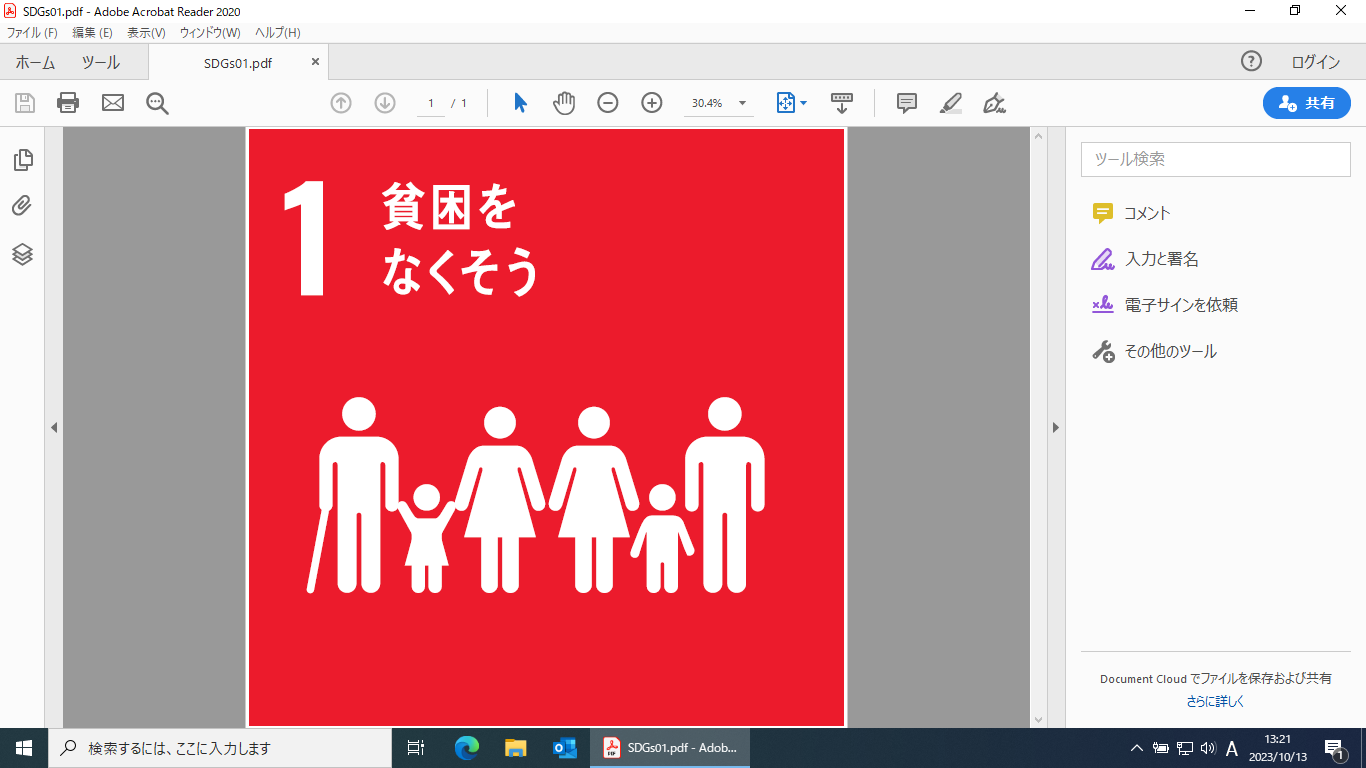 SDGs01.pdf - Adobe Acrobat Reader 2020
ファイル (F) 編集 (E) 表示(V) ウィンドウ(W) ヘルプ(H)
ホーム ツール SDGs01.pdf × ? ログイン
1 / 1 30.4% 共有
1 貧困を
なくそう
ツール検索
コメント
入力と署名
電子サインを依頼
その他のツール
Document Cloud でファイルを保存および共有
さらに詳しく
検索するには、ここに入力します
SDGs01.pdf - Adob...
A
13:21
2023/10/13
1